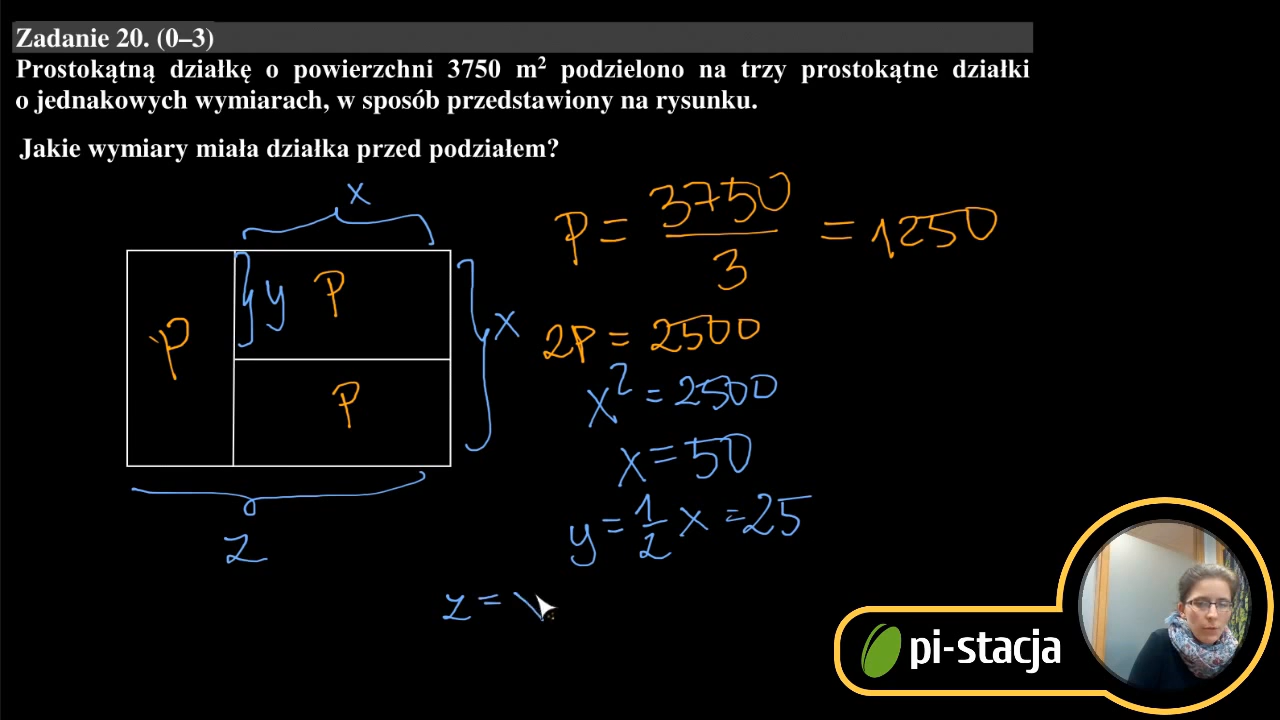 Zadanie 20. (0–3)
Prostokątną działkę o powierzchni 3750 m² podzielono na trzy prostokątne działki
o jednakowych wymiarach, w sposób przedstawiony na rysunku.
Jakie wymiary miała działka przed podziałem?
x
P = 3750/3 = 1250
y P
P
x
2P = 2500
P
x² = 2500
x = 50
y = 1/2 x = 25
z
z =
pi-stacja